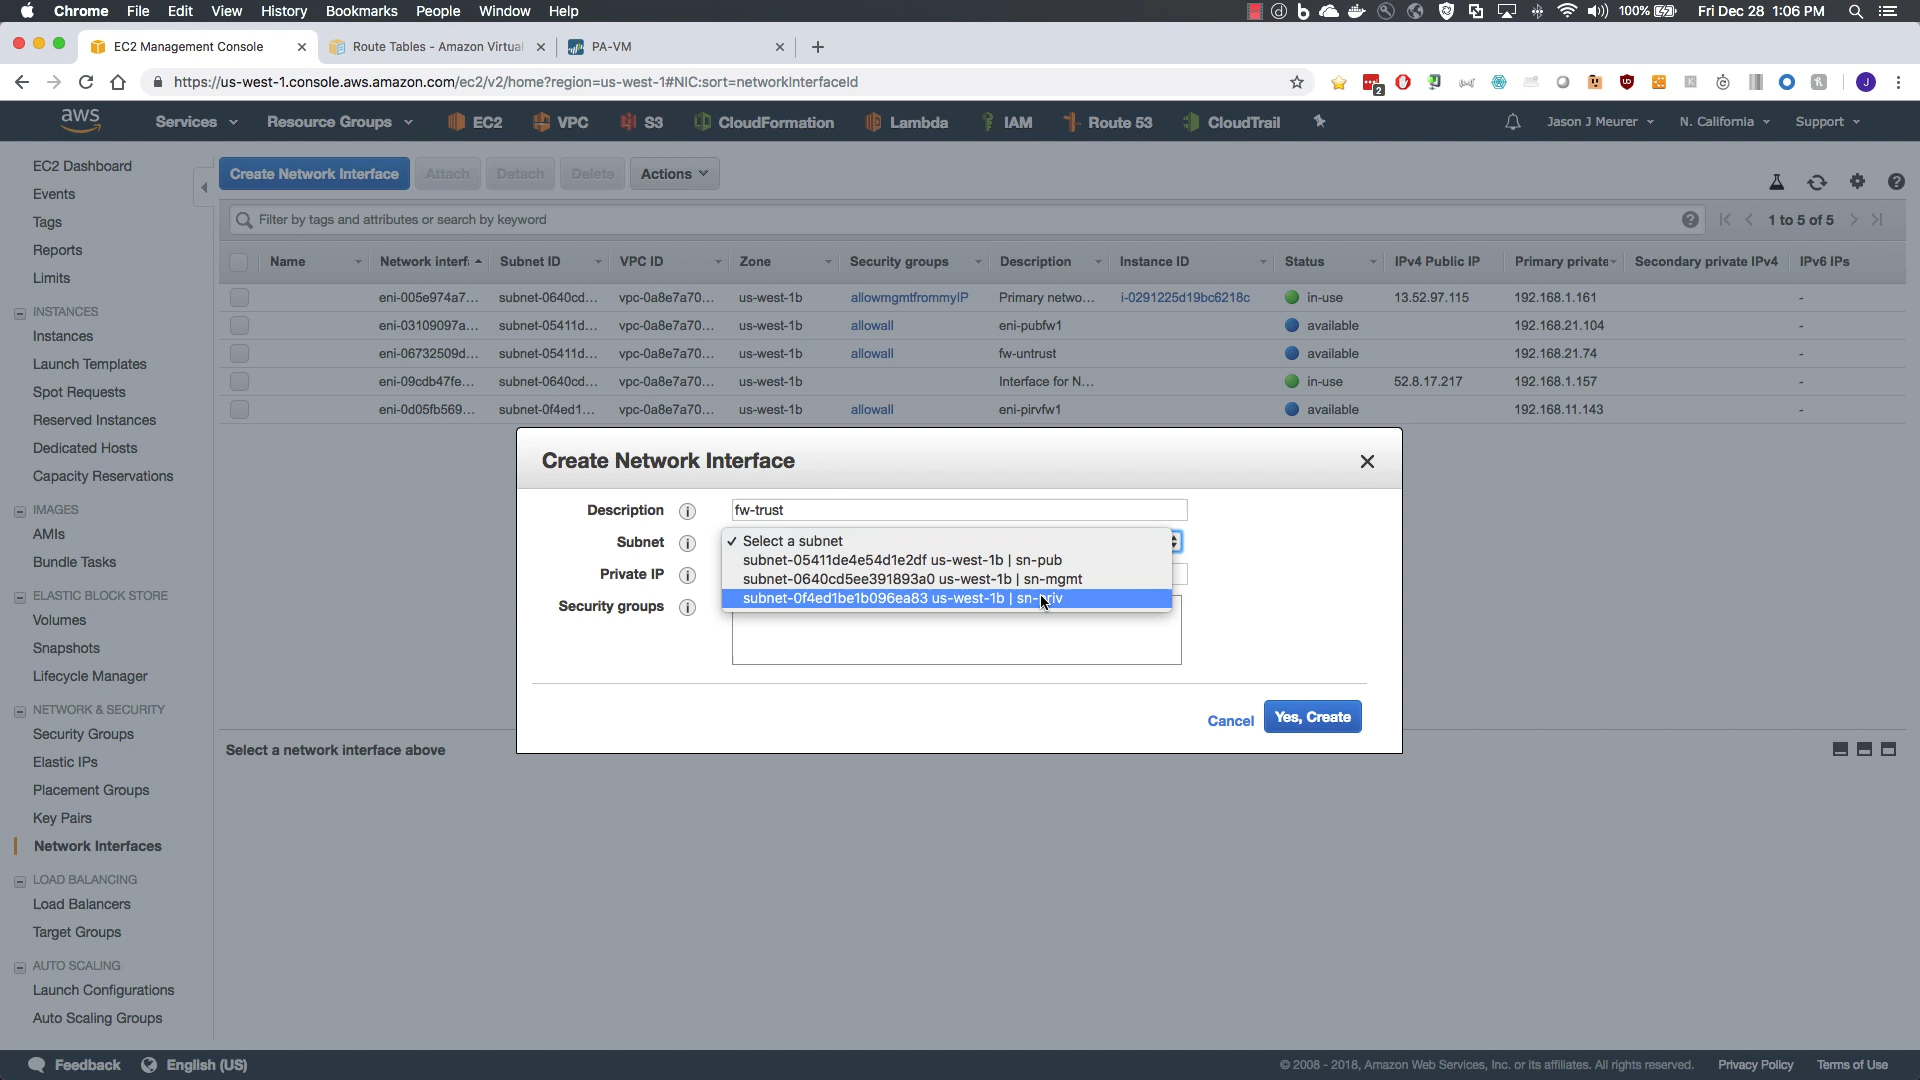 Chrome File Edit View History Bookmarks People Window Help 100% Fri Dec 28 1:06 PM
EC2 Management Console Route Tables - Amazon Virtual PA-VM
https://us-west-1.console.aws.amazon.com/ec2/v2/home?region=us-west-1#NIC:sort=networkInterfaceId 2 J
aws Services Resource Groups EC2 VPC S3 CloudFormation Lambda IAM Route 53 CloudTrail Jason J Meurer N. California Support
EC2 Dashboard
Events
Tags
Reports
Limits
INSTANCES
Instances
Launch Templates
Spot Requests
Reserved Instances
Dedicated Hosts
Capacity Reservations
IMAGES
AMIs
Bundle Tasks
ELASTIC BLOCK STORE
Volumes
Snapshots
Lifecycle Manager
NETWORK & SECURITY
Security Groups
Elastic IPs
Placement Groups
Key Pairs
Network Interfaces
LOAD BALANCING
Load Balancers
Target Groups
AUTO SCALING
Launch Configurations
Auto Scaling Groups
Create Network Interface Attach Detach Delete Actions
Filter by tags and attributes or search by keyword 1 to 5 of 5
Name Network interf Subnet ID VPC ID Zone Security groups Description Instance ID Status IPv4 Public IP Primary private Secondary private IPv4 IPv6 IPs
eni-005e974a7... subnet-0640cd... vpc-0a8e7a70... us-west-1b allowmgmtfrommyIP Primary netwo... i-0291225d19bc6218c in-use 13.52.97.115 192.168.1.161 -
eni-03109097a... subnet-05411d... vpc-0a8e7a70... us-west-1b allowall eni-pubfw1 available 192.168.21.104 -
eni-06732509d... subnet-05411d... vpc-0a8e7a70... us-west-1b allowall fw-untrust available 192.168.21.74 -
eni-09cdb47fe... subnet-0640cd... vpc-0a8e7a70... us-west-1b Interface for N... in-use 52.8.17.217 192.168.1.157 -
eni-0d05fb569... subnet-0f4ed1... vpc-0a8e7a70... us-west-1b allowall eni-pirvfw1 available 192.168.11.143 -
Create Network Interface
Description fw-trust
Subnet Select a subnet
subnet-05411de4e54d1e2df us-west-1b | sn-pub
Private IP subnet-0640cd5ee391893a0 us-west-1b | sn-mgmt
Security groups subnet-0f4ed1be1b096ea83 us-west-1b | sn-priv
Cancel Yes, Create
Select a network interface above
Feedback English (US) © 2008 - 2018, Amazon Web Services, Inc. or its affiliates. All rights reserved. Privacy Policy Terms of Use